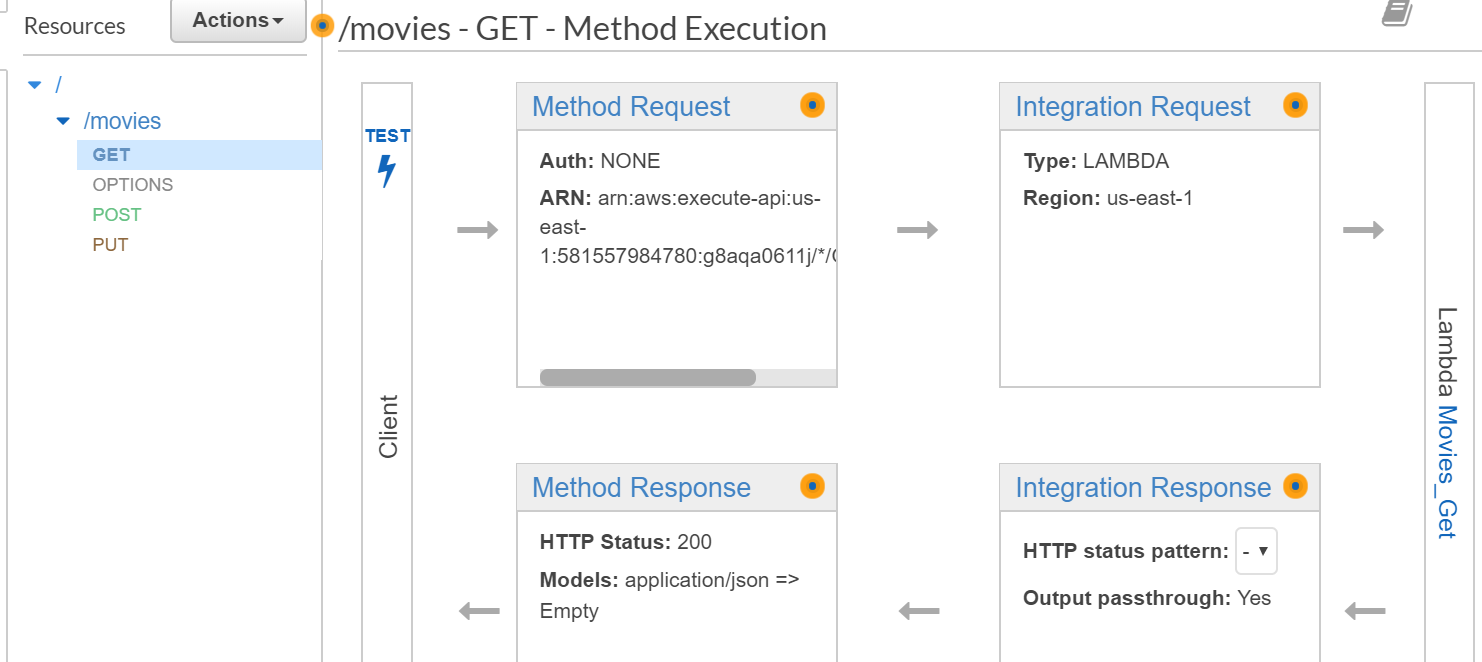 Resources
Actions
/movies - GET - Method Execution
/
/movies
GET
OPTIONS
POST
PUT
TEST
Client
Method Request
Auth: NONE
ARN: arn:aws:execute-api:us-
east-
1:581557984780:g8aqa0611j/*/
Integration Request
Type: LAMBDA
Region: us-east-1
Lambda Movies_Get
Method Response
HTTP Status: 200
Models: application/json =>
Empty
Integration Response
HTTP status pattern: -
Output passthrough: Yes